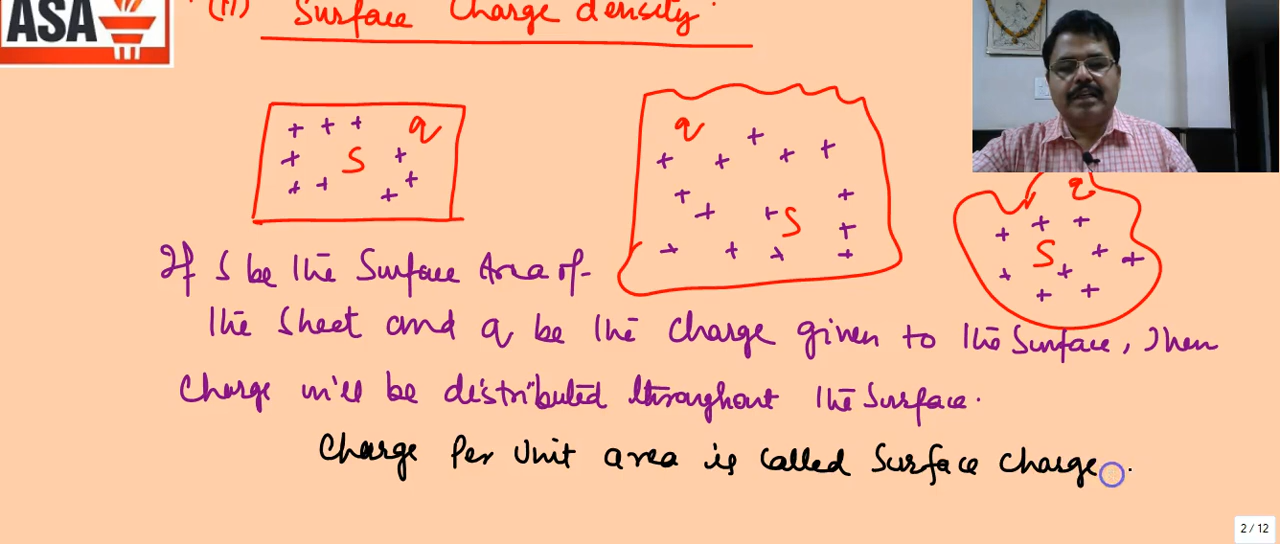 ASA
(ii) Surface Charge density.
+ + + q
+ S +
+ + + +
q +
+ + + +
+ + + S +
+
+ + + +
q
+ + +
+ S + +
+ +
+ +
If S be the Surface Area of
the Sheet and q be the Charge given to the Surface, then
Charge will be distributed throughout the Surface.
Charge Per Unit area is called Surface Charge.
2 / 12